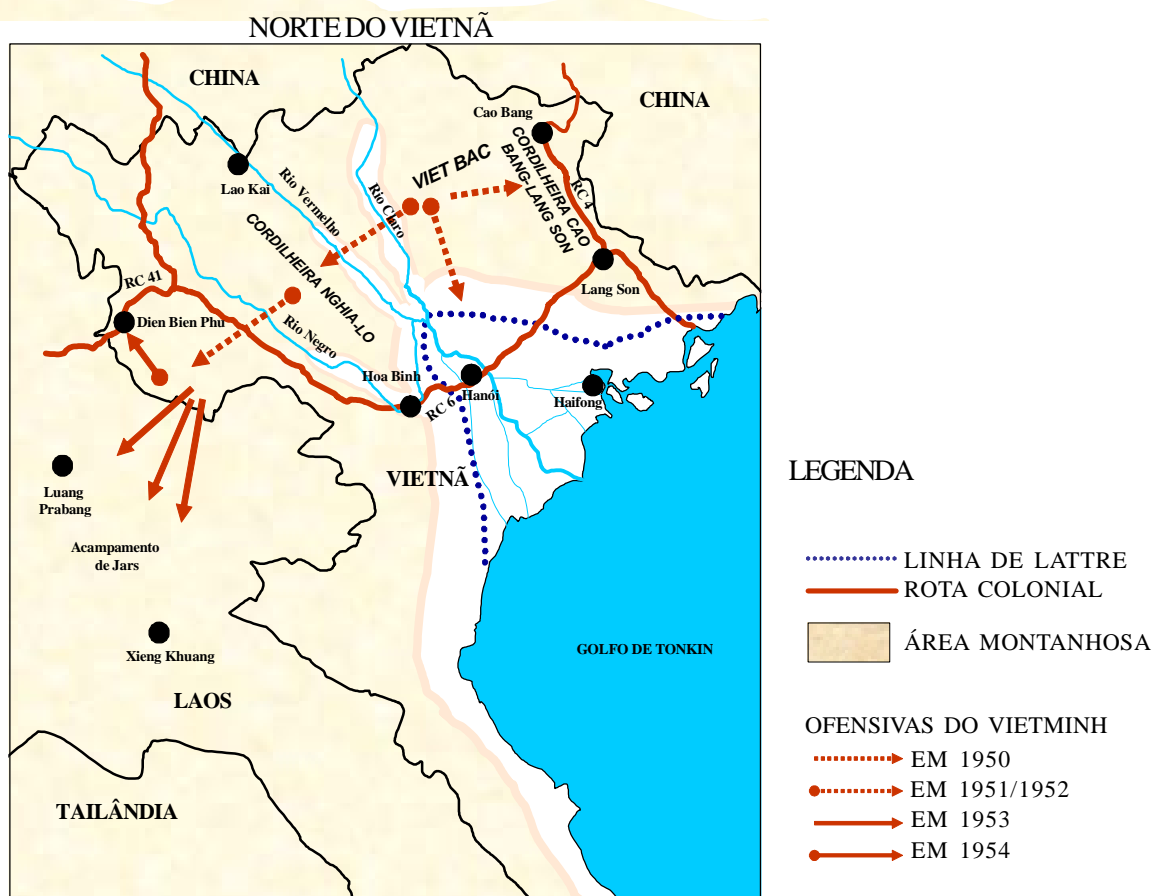 NORTE DO VIETNÃ
CHINA
CHINA
Cao Bang
CORDILHEIRA CAO
BANG-LANG SON
RC 4
VIET BAC
Lao Kai
Rio Vermelho
Rio Claro
CORDILHEIRA NGHIA-LO
Lang Son
RC 41
Dien Bien Phu
Rio Negro
Hoa Binh
RC 6
Hanói
Haifong
VIETNÃ
Luang
Prabang
Acampamento
de Jars
Xieng Khuang
GOLFO DE TONKIN
LAOS
TAILÂNDIA
LEGENDA
LINHA DE LATTRE
ROTA COLONIAL
ÁREA MONTANHOSA
OFENSIVAS DO VIETMINH
EM 1950
EM 1951/1952
EM 1953
EM 1954